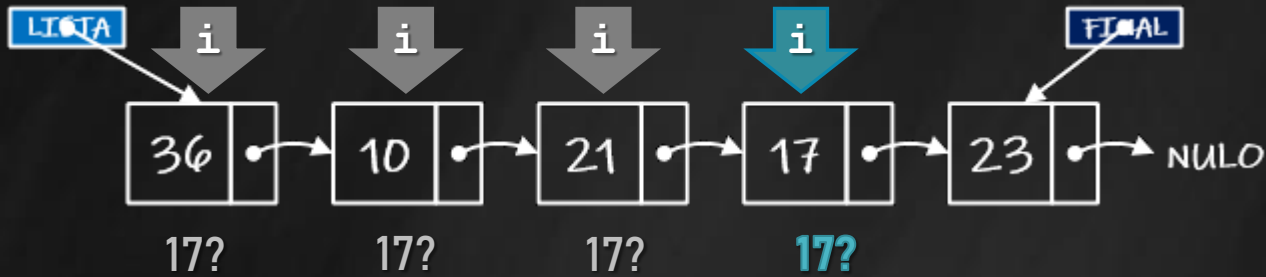 LISTA i i i i FINAL
36 10 21 17 23 NULO
17? 17? 17? 17?